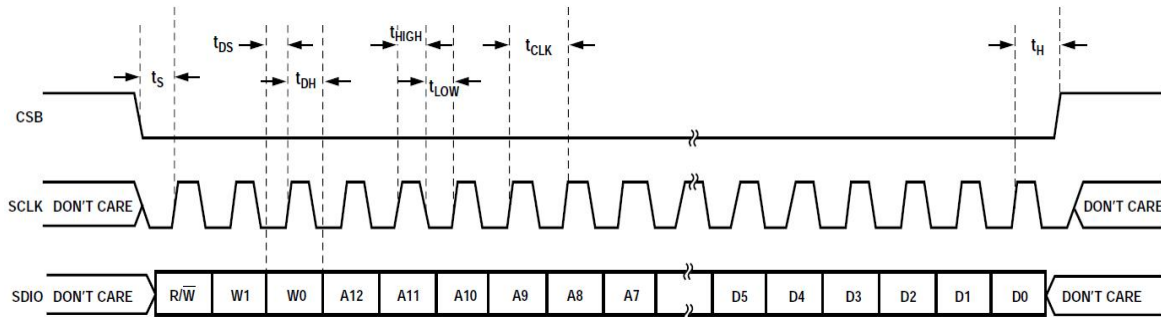 tDS tHIGH tCLK tH
tS tDH tLOW
CSB
SCLK DON'T CARE DON'T CARE
SDIO DON'T CARE R/W̅ W1 W0 A12 A11 A10 A9 A8 A7 D5 D4 D3 D2 D1 D0 DON'T CARE